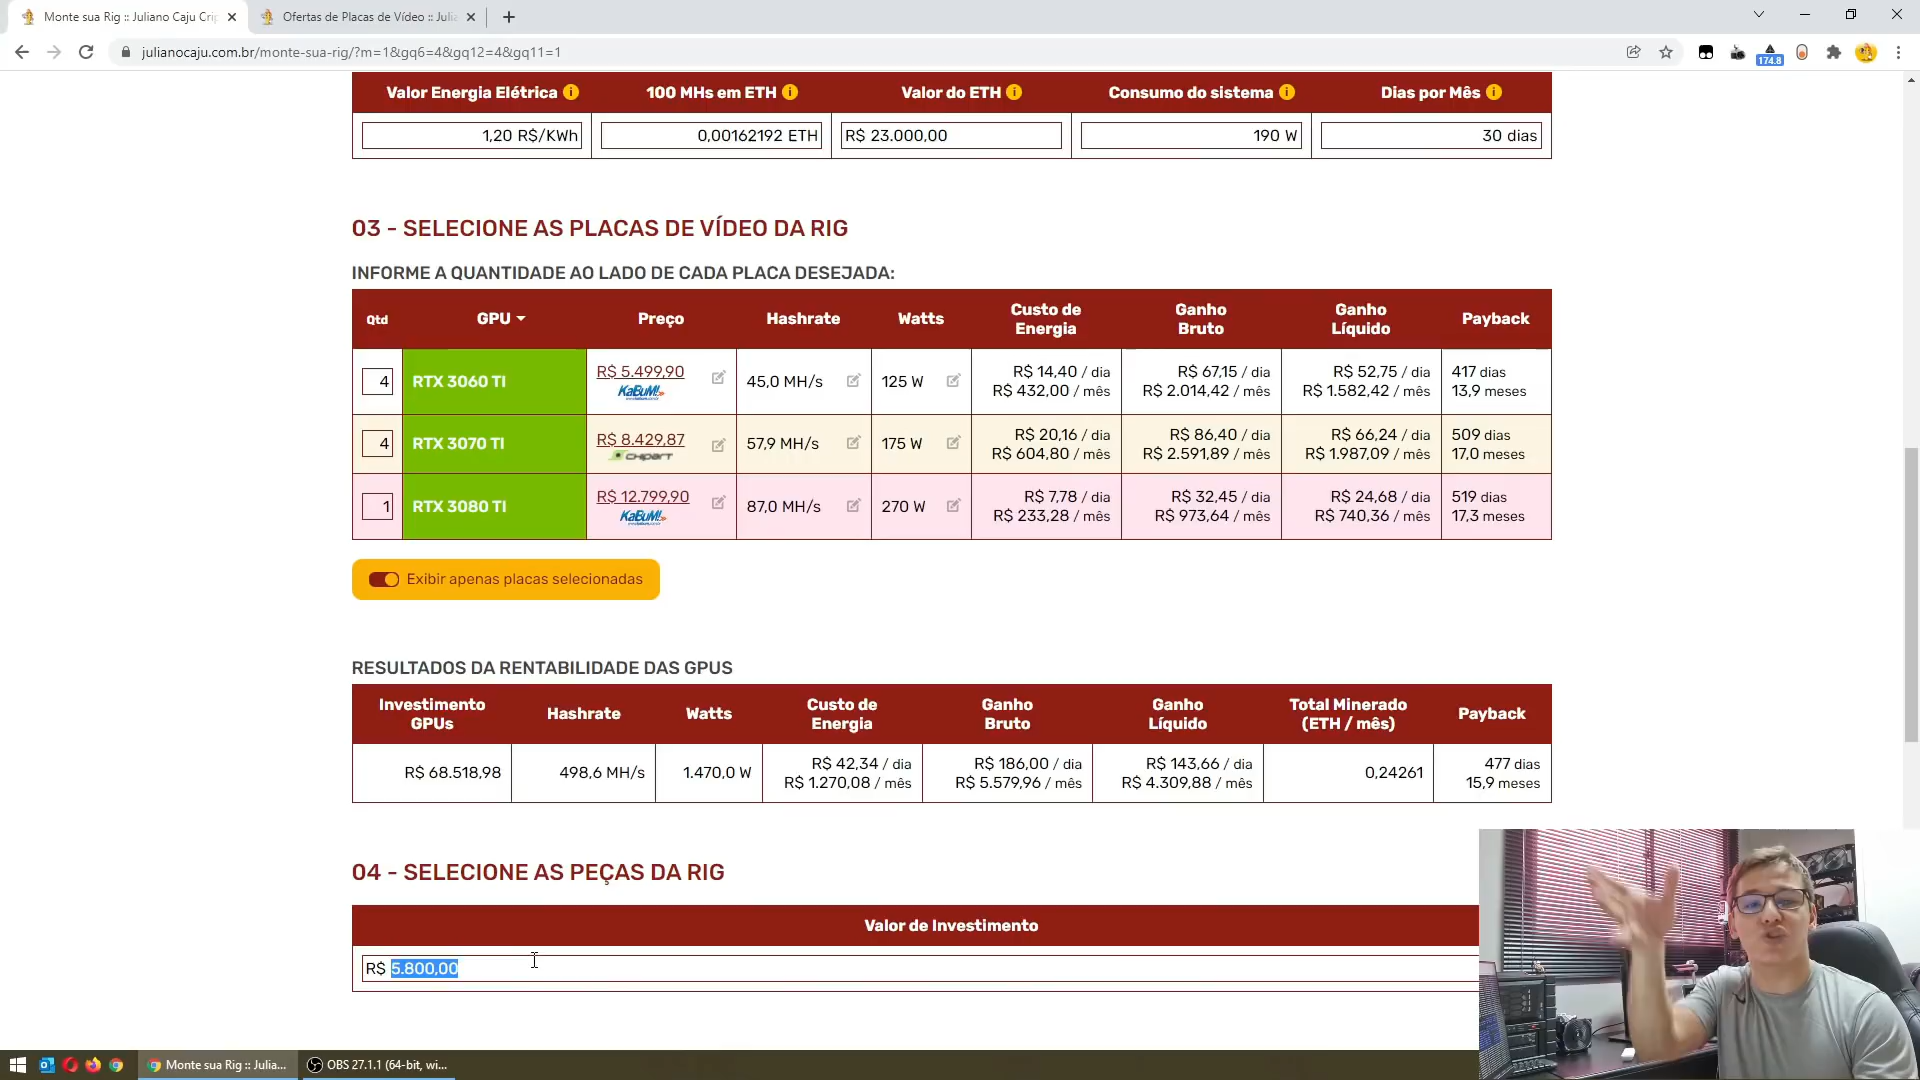 Monte sua Rig :: Juliano Caju Crip
Ofertas de Placas de Vídeo :: Julia
julianocaju.com.br/monte-sua-rig/?m=1&gq6=4&gq12=4&gq11=1
174.8
Valor Energia Elétrica
100 MHs em ETH
Valor do ETH
Consumo do sistema
Dias por Mês
1,20 R$/KWh
0,00162192 ETH
R$ 23.000,00
190 W
30 dias
03 - SELECIONE AS PLACAS DE VÍDEO DA RIG
INFORME A QUANTIDADE AO LADO DE CADA PLACA DESEJADA:
Qtd
GPU
Preço
Hashrate
Watts
Custo de
Energia
Ganho
Bruto
Ganho
Líquido
Payback
4
RTX 3060 TI
R$ 5.499,90
KaBuM!
45,0 MH/s
125 W
R$ 14,40 / dia
R$ 432,00 / mês
R$ 67,15 / dia
R$ 2.014,42 / mês
R$ 52,75 / dia
R$ 1.582,42 / mês
417 dias
13,9 meses
4
RTX 3070 TI
R$ 8.429,87
CHIPART
57,9 MH/s
175 W
R$ 20,16 / dia
R$ 604,80 / mês
R$ 86,40 / dia
R$ 2.591,89 / mês
R$ 66,24 / dia
R$ 1.987,09 / mês
509 dias
17,0 meses
1
RTX 3080 TI
R$ 12.799,90
KaBuM!
87,0 MH/s
270 W
R$ 7,78 / dia
R$ 233,28 / mês
R$ 32,45 / dia
R$ 973,64 / mês
R$ 24,68 / dia
R$ 740,36 / mês
519 dias
17,3 meses
Exibir apenas placas selecionadas
RESULTADOS DA RENTABILIDADE DAS GPUS
Investimento
GPUs
Hashrate
Watts
Custo de
Energia
Ganho
Bruto
Ganho
Líquido
Total Minerado
(ETH / mês)
Payback
R$ 68.518,98
498,6 MH/s
1.470,0 W
R$ 42,34 / dia
R$ 1.270,08 / mês
R$ 186,00 / dia
R$ 5.579,96 / mês
R$ 143,66 / dia
R$ 4.309,88 / mês
0,24261
477 dias
15,9 meses
04 - SELECIONE AS PEÇAS DA RIG
Valor de Investimento
R$ 5.800,00
Monte sua Rig :: Julia...
OBS 27.1.1 (64-bit, wi...